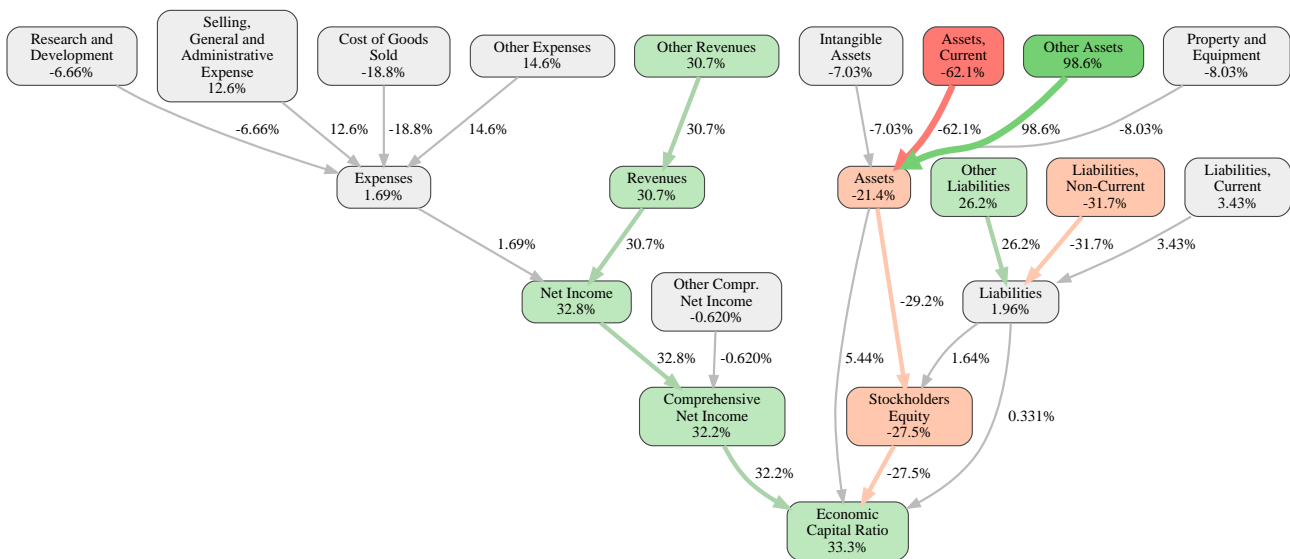 Research and
Development
-6.66%
Selling,
General and
Administrative
Expense
12.6%
Cost of Goods
Sold
-18.8%
Other Expenses
14.6%
Other Revenues
30.7%
Intangible
Assets
-7.03%
Assets,
Current
-62.1%
Other Assets
98.6%
Property and
Equipment
-8.03%
-6.66%
12.6%
-18.8%
14.6%
30.7%
-7.03%
-62.1%
98.6%
-8.03%
Expenses
1.69%
Revenues
30.7%
Assets
-21.4%
Other
Liabilities
26.2%
Liabilities,
Non-Current
-31.7%
Liabilities,
Current
3.43%
1.69%
30.7%
26.2%
-31.7%
3.43%
Net Income
32.8%
Other Compr.
Net Income
-0.620%
-29.2%
Liabilities
1.96%
32.8%
-0.620%
5.44%
1.64%
Comprehensive
Net Income
32.2%
Stockholders
Equity
-27.5%
0.331%
32.2%
-27.5%
Economic
Capital Ratio
33.3%